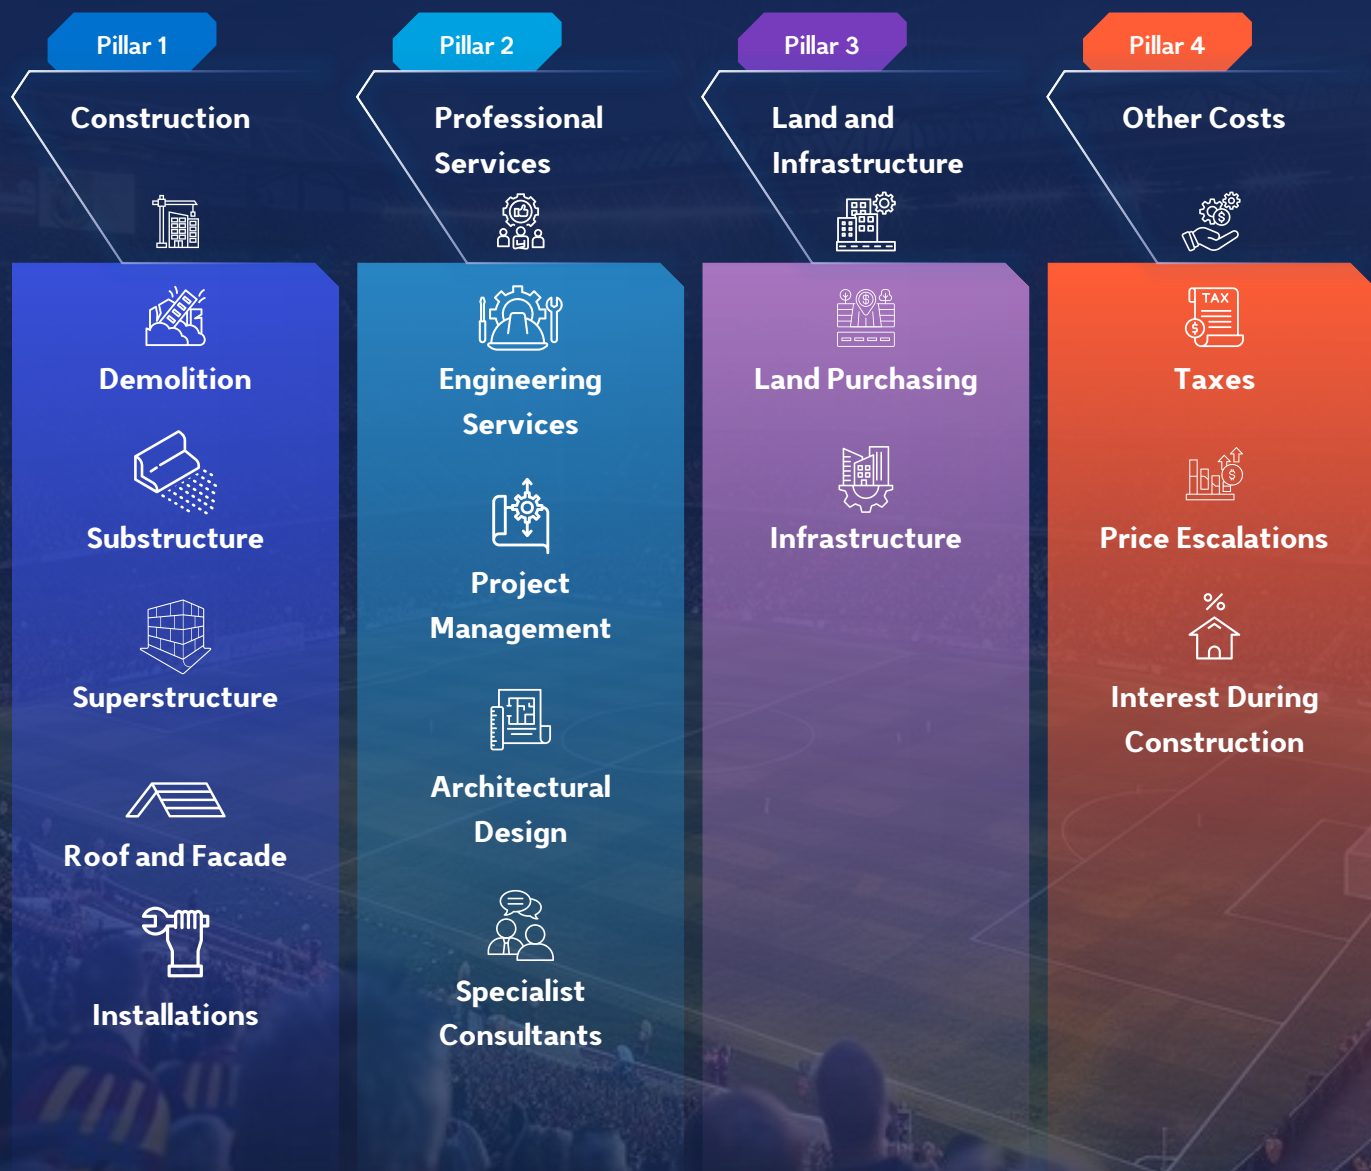 Pillar 1
Construction
Demolition
Substructure
Superstructure
Roof and Facade
Installations
Pillar 2
Professional
Services
Engineering
Services
Project
Management
Architectural
Design
Specialist
Consultants
Pillar 3
Land and
Infrastructure
Land Purchasing
Infrastructure
Pillar 4
Other Costs
TAX
Taxes
Price Escalations
%
Interest During
Construction